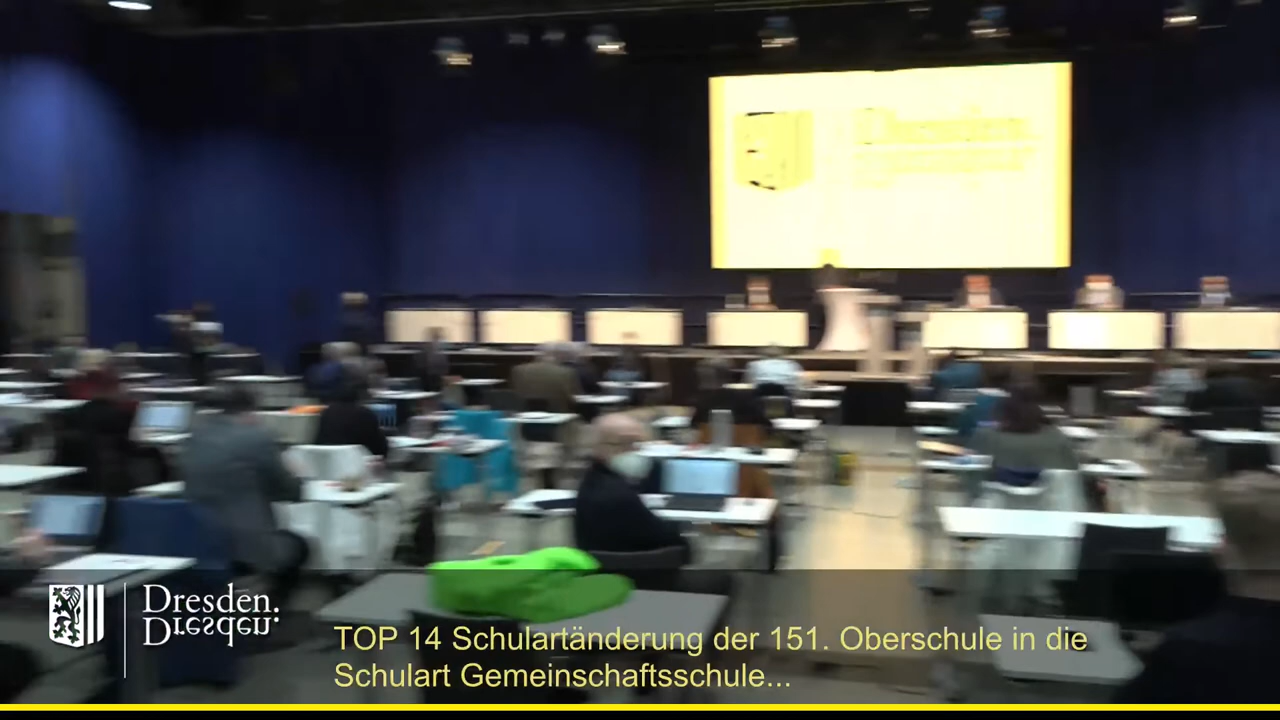 Dresden.
Dresden.
TOP 14 Schulartänderung der 151. Oberschule in die
Schulart Gemeinschaftsschule...